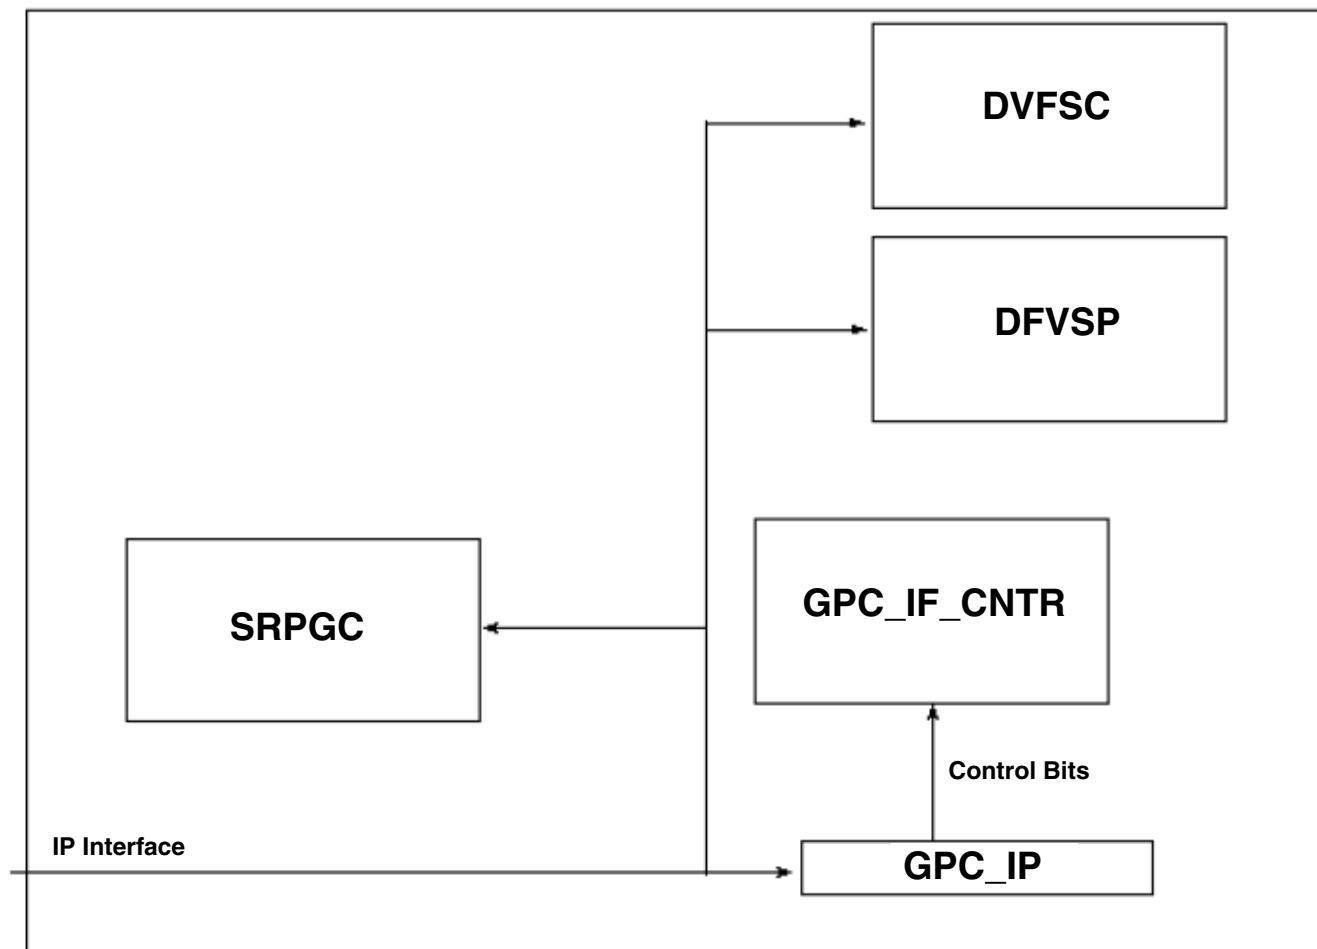 DVFSC
DFVSP
GPC_IF_CNTR
SRPGC
Control Bits
IP Interface
GPC_IP